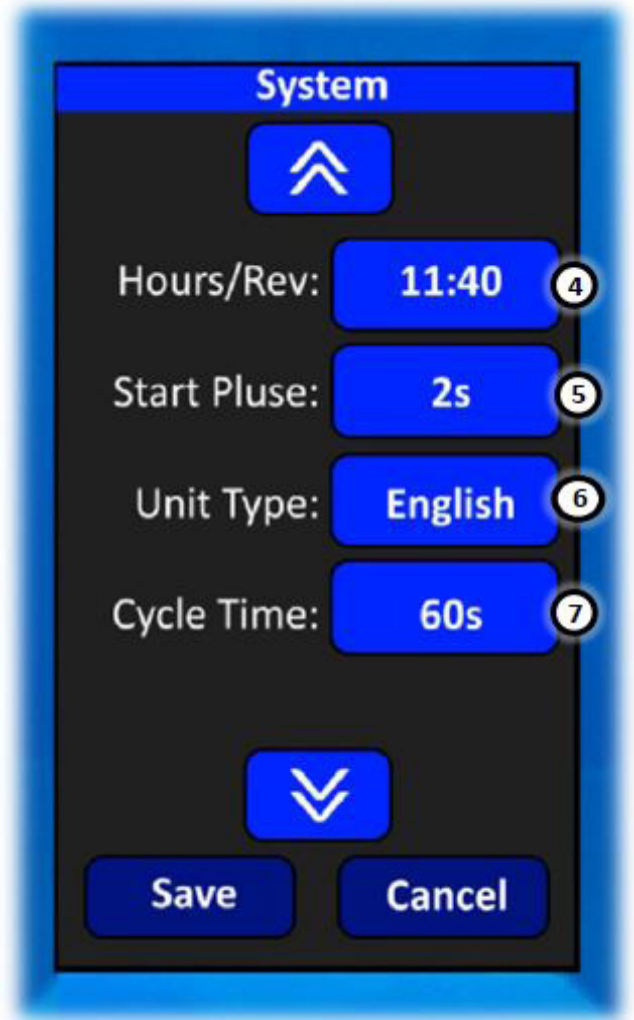 System
Hours/Rev: 11:40 4
Start Pluse: 2s 5
Unit Type: English 6
Cycle Time: 60s 7
Save Cancel